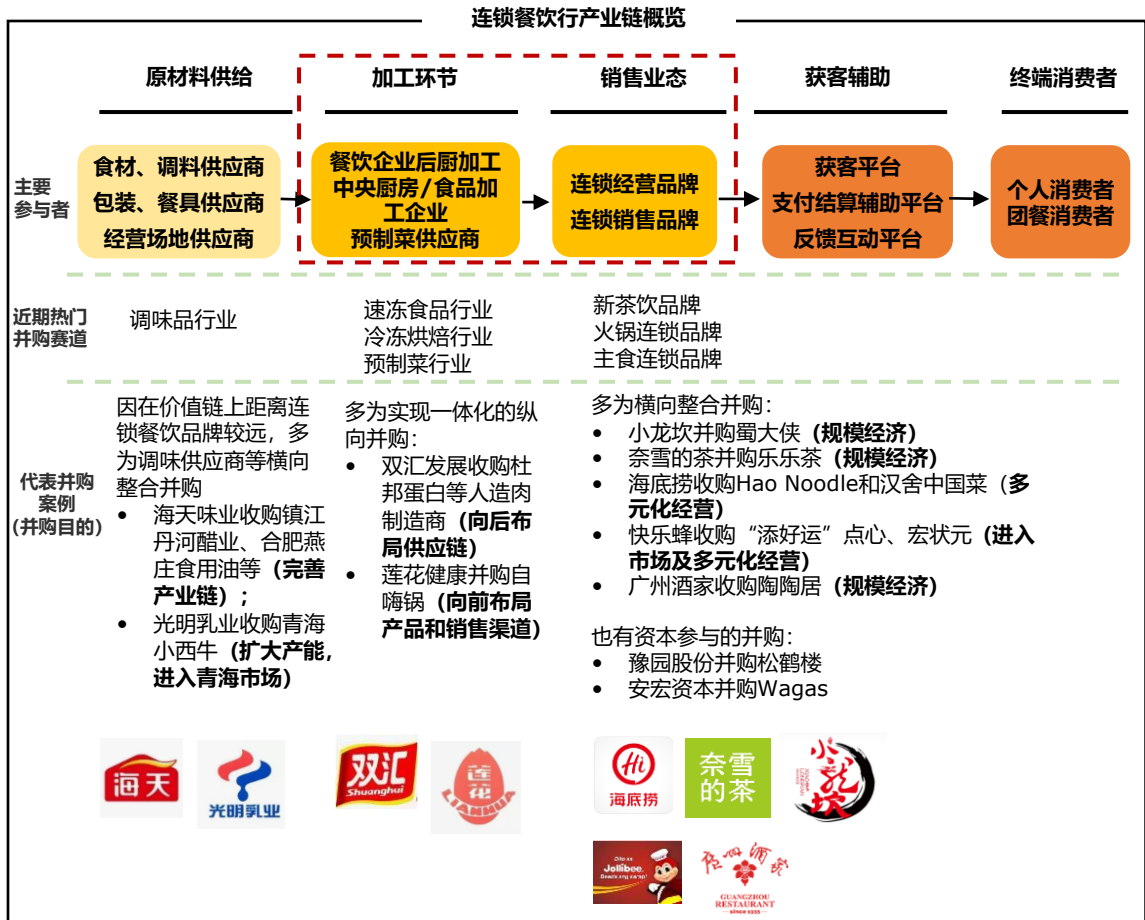 连锁餐饮行产业链概览
原材料供给
加工环节
销售业态
获客辅助
终端消费者
主要
参与者
食材、调料供应商
包装、餐具供应商
经营场地供应商
餐饮企业后厨加工
中央厨房/食品加
工企业
预制菜供应商
连锁经营品牌
连锁销售品牌
获客平台
支付结算辅助平台
反馈互动平台
个人消费者
团餐消费者
近期热门
并购赛道
调味品行业
速冻食品行业
冷冻烘焙行业
预制菜行业
新茶饮品牌
火锅连锁品牌
主食连锁品牌
代表并购
案例
(并购目的)
因在价值链上距离连
锁餐饮品牌较远，多
为调味供应商等横向
整合并购
• 海天味业收购镇江
丹河醋业、合肥燕
庄食用油等（完善
产业链）；
• 光明乳业收购青海
小西牛（扩大产能，
进入青海市场）
多为实现一体化的纵
向并购：
• 双汇发展收购杜
邦蛋白等人造肉
制造商（向后布
局供应链）
• 莲花健康并购自
嗨锅（向前布局
产品和销售渠道）
多为横向整合并购：
• 小龙坎并购蜀大侠（规模经济）
• 奈雪的茶并购乐乐茶（规模经济）
• 海底捞收购Hao Noodle和汉舍中国菜（多
元化经营）
• 快乐蜂收购“添好运”点心、宏状元（进入
市场及多元化经营）
• 广州酒家收购陶陶居（规模经济）
也有资本参与的并购：
• 豫园股份并购松鹤楼
• 安宏资本并购Wagas
海天
光明乳业
双汇
Shuanghui
莲花
LIANHUA
Hi
海底捞
奈雪
的茶
小龙坎
Jollibee.
广州酒家
GUANGZHOU
RESTAURANT